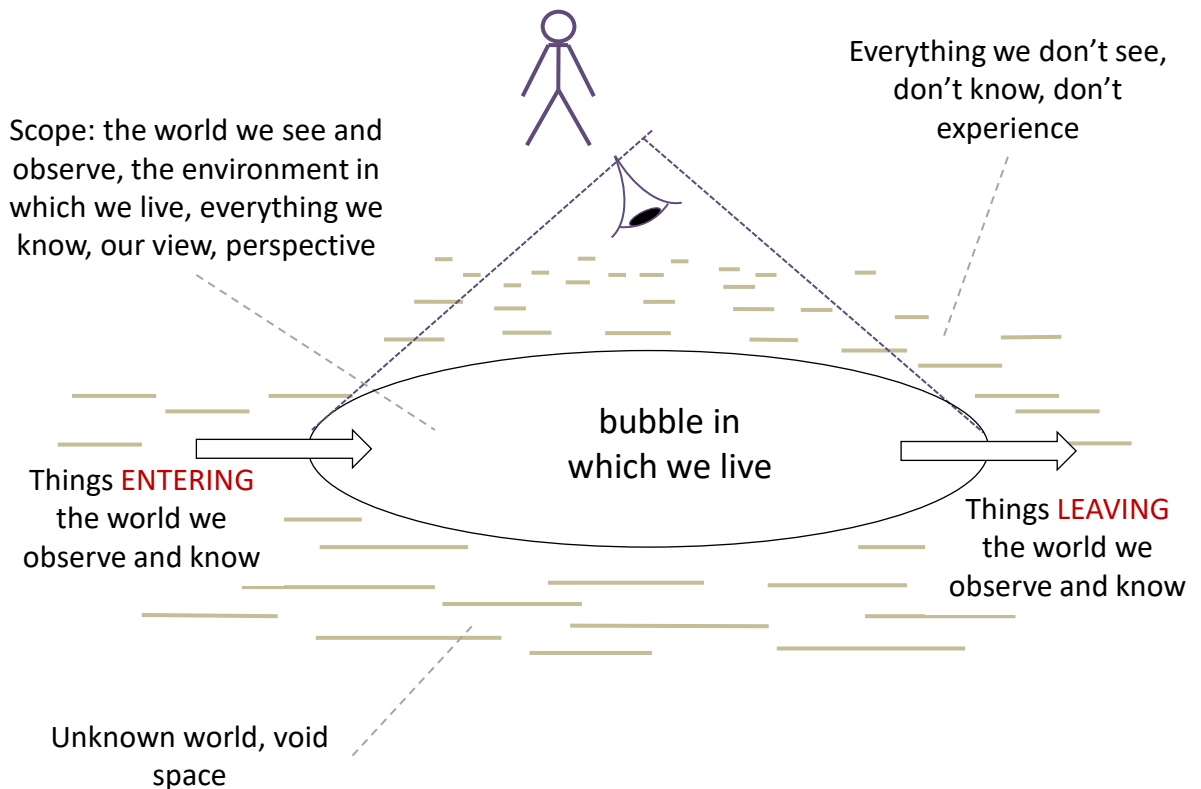 Everything we don’t see,
don’t know, don’t
experience
Scope: the world we see and
observe, the environment in
which we live, everything we
know, our view, perspective
bubble in
which we live
Things ENTERING
the world we
observe and know
Things LEAVING
the world we
observe and know
Unknown world, void
space